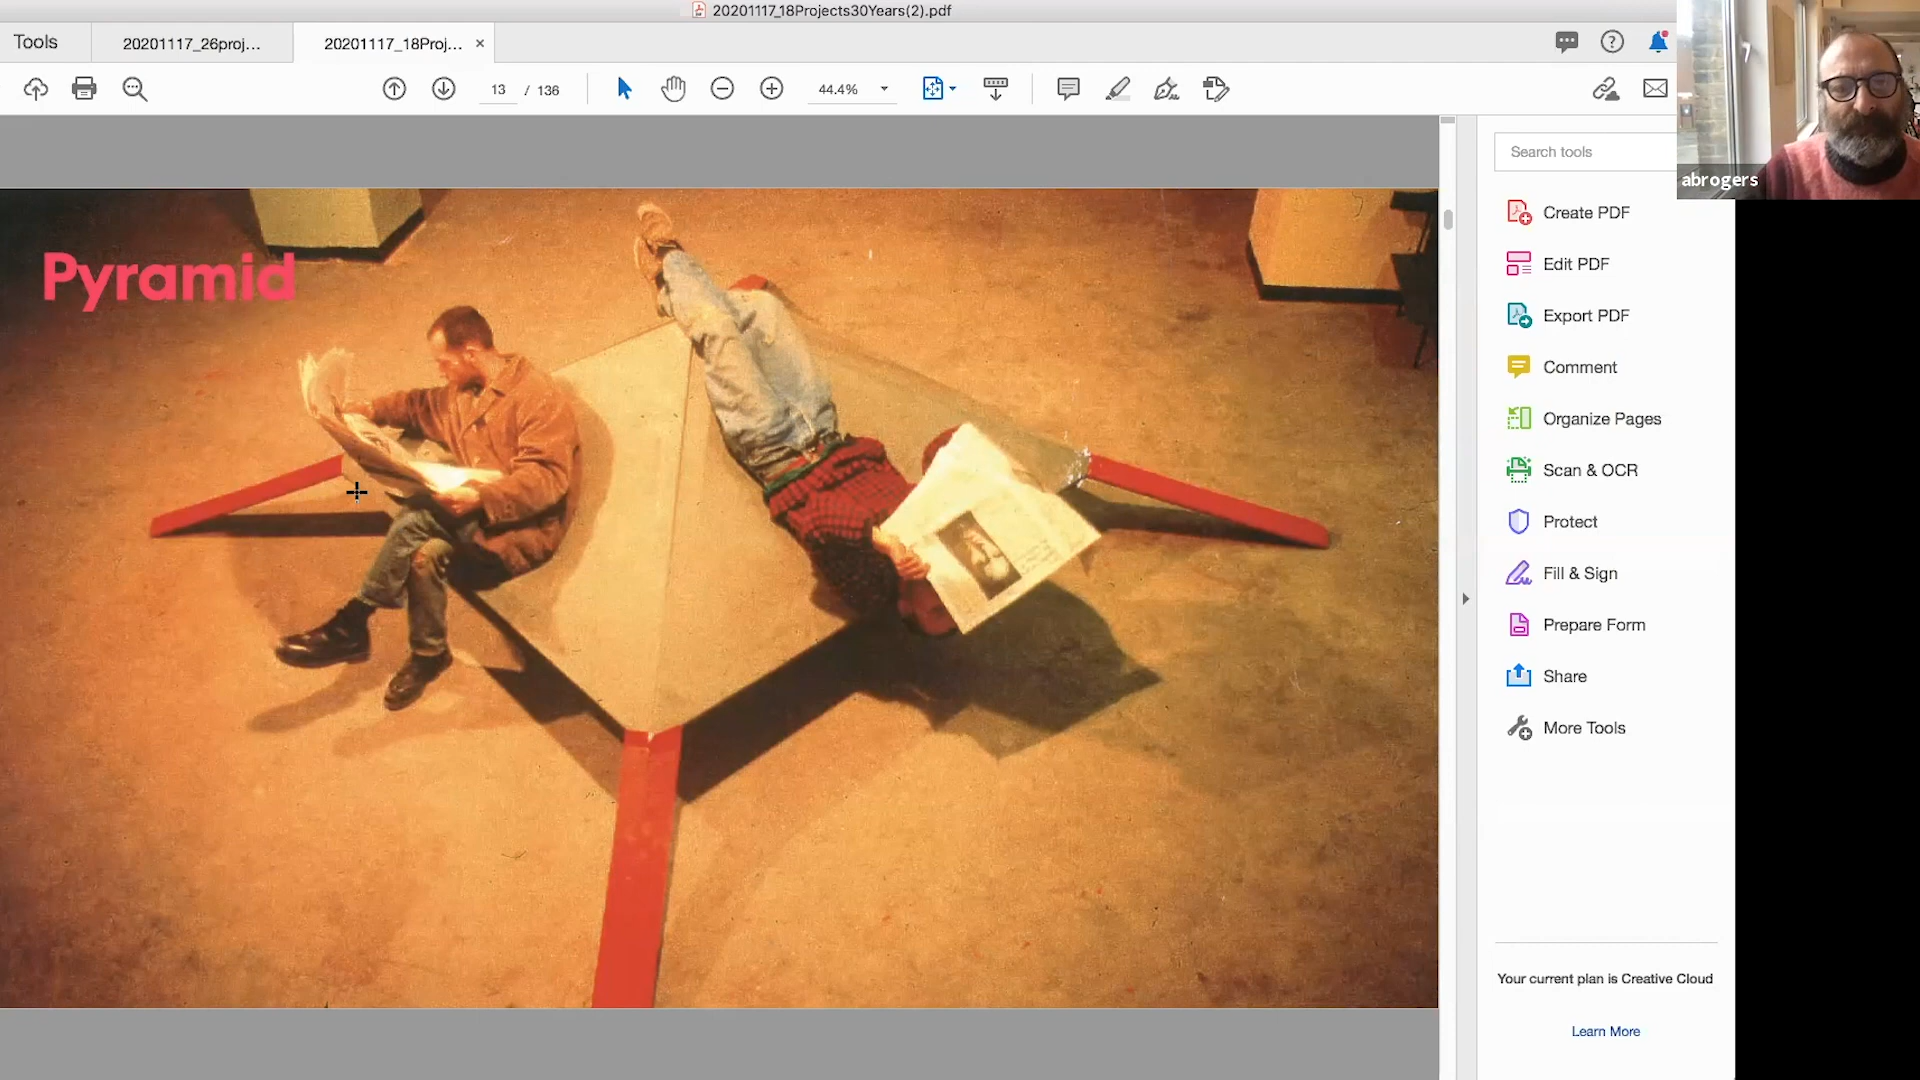 20201117_18Projects30Years(2).pdf
Tools
20201117_26proj...
20201117_18Proj...
13 / 136
44.4%
Search tools
abrogers
Pyramid
Create PDF
Edit PDF
Export PDF
Comment
Organize Pages
Scan & OCR
Protect
Fill & Sign
Prepare Form
Share
More Tools
Your current plan is Creative Cloud
Learn More